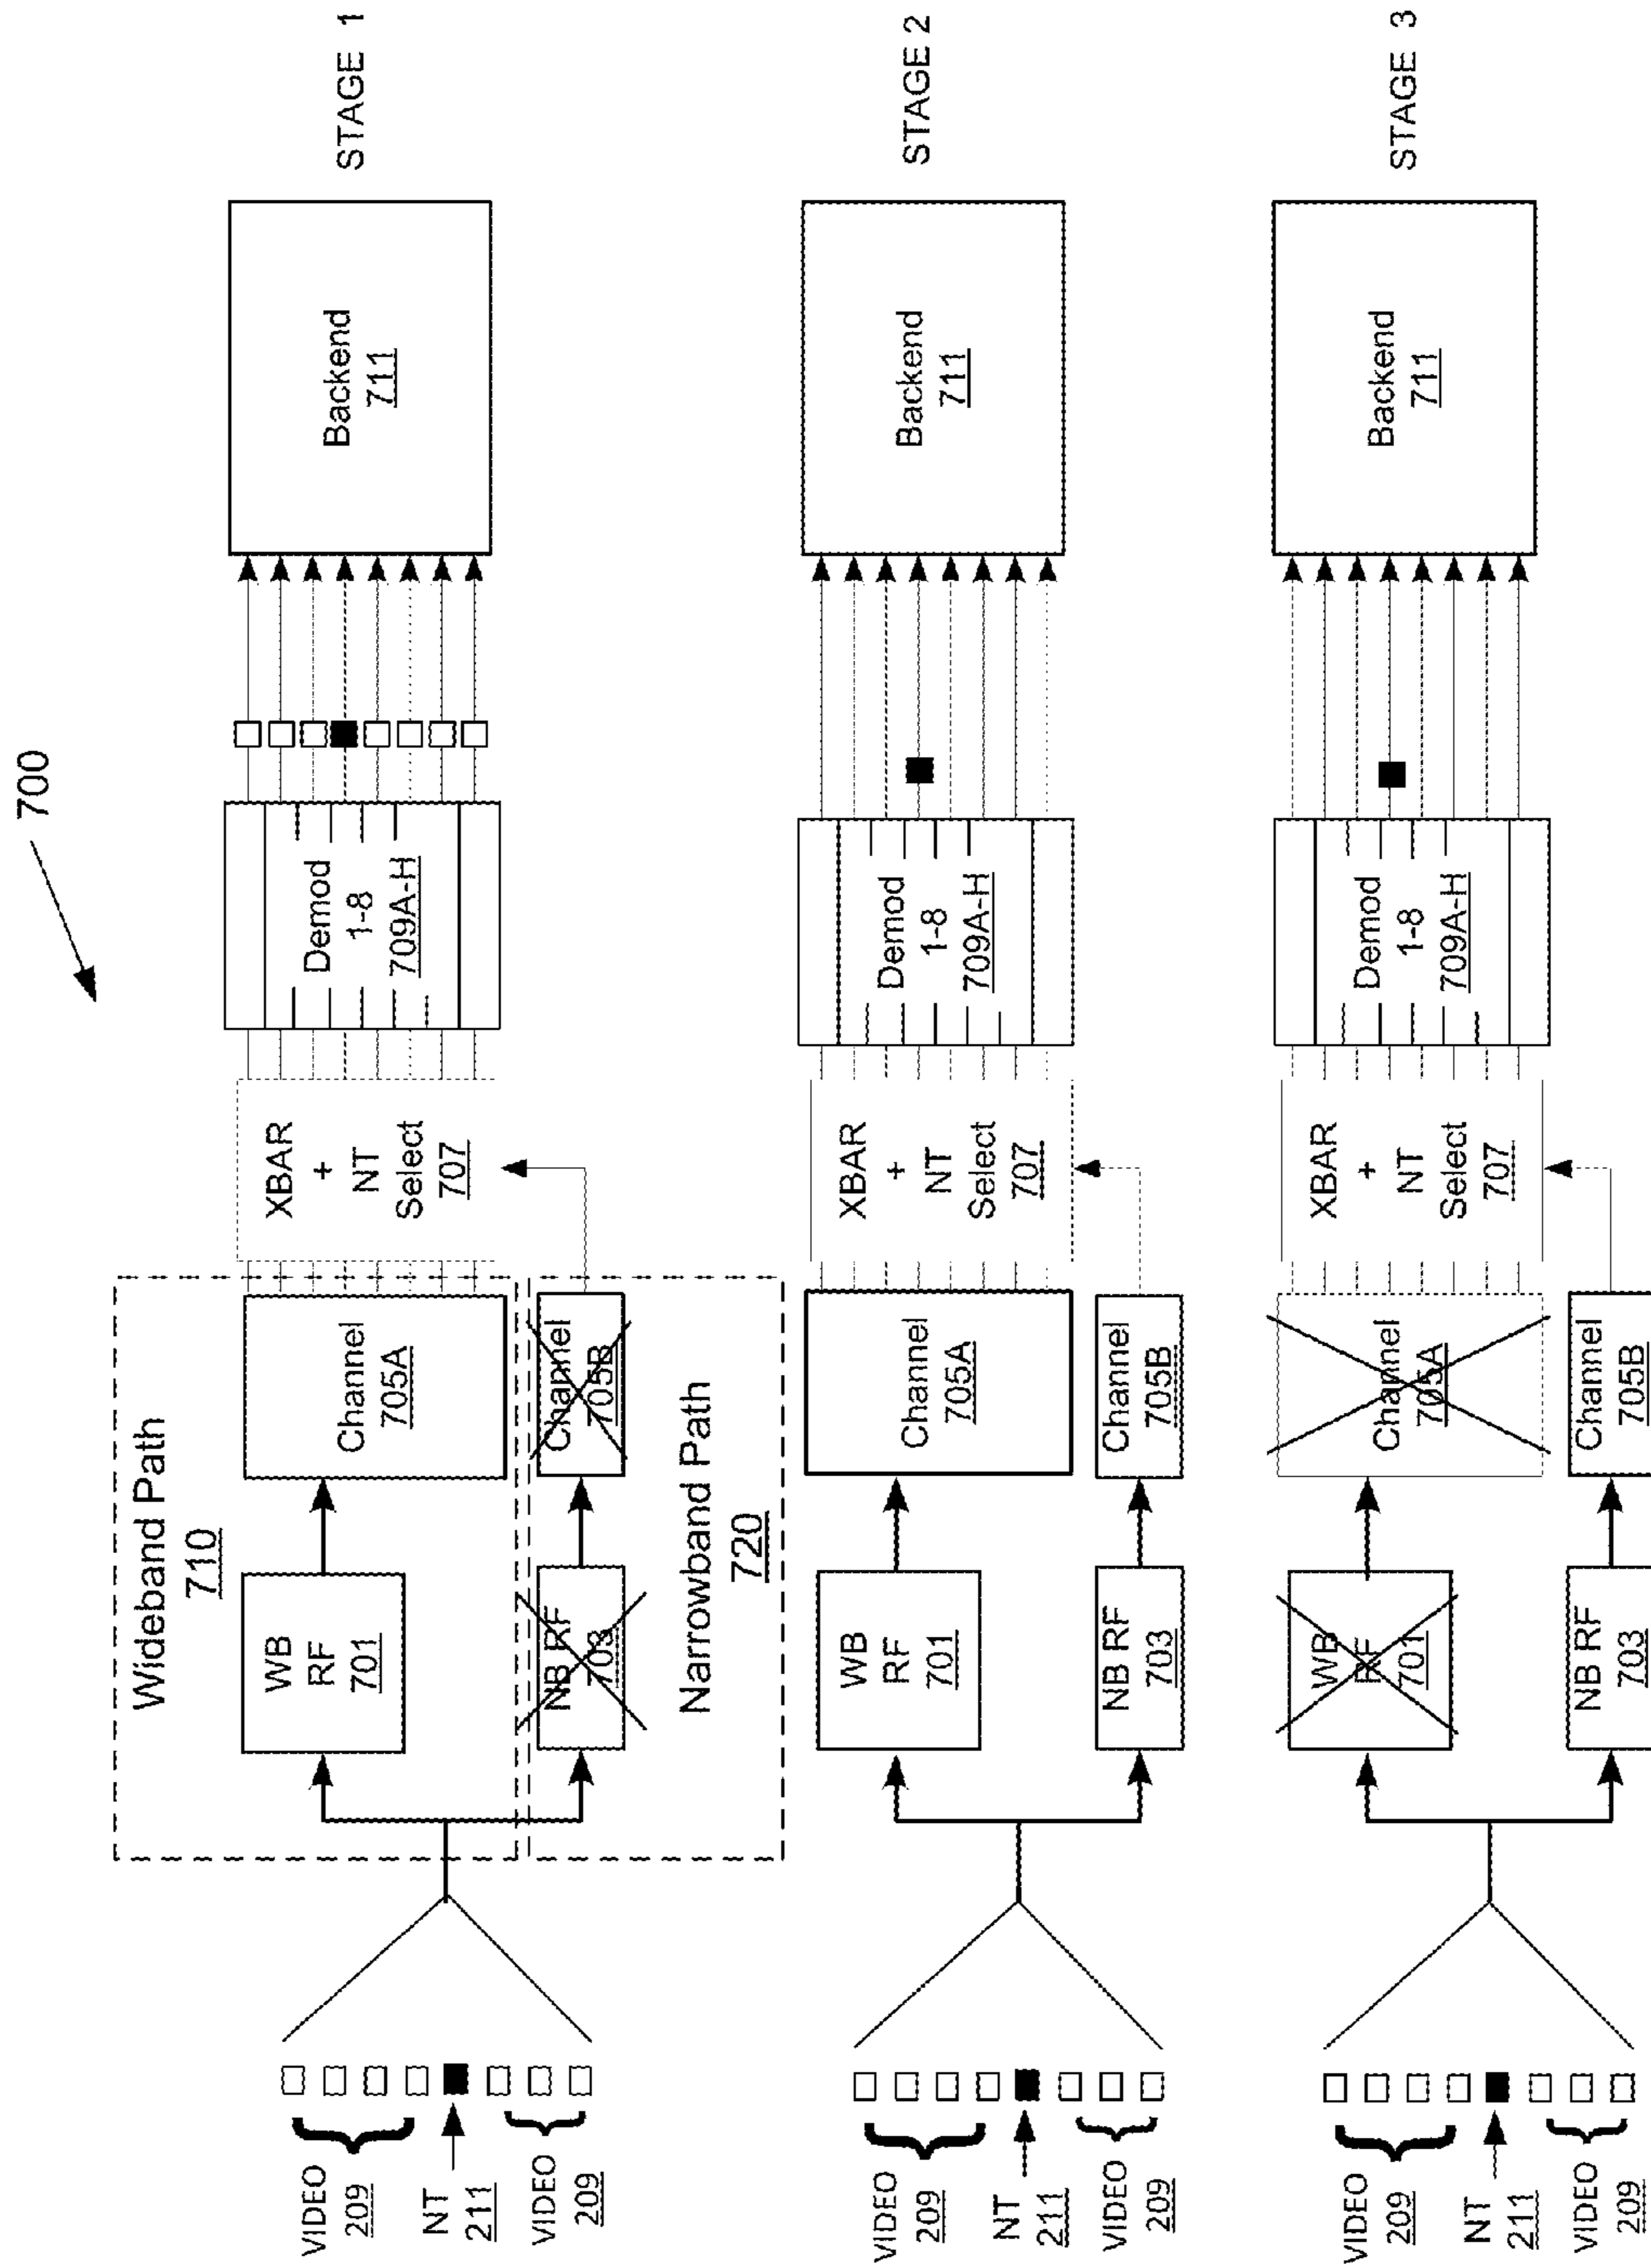 700
Wideband Path
710
WB
RF
701
Channel
705A
NB RF
703
Channel
705B
Narrowband Path
720
XBAR
+
NT
Select
707
Demod
1-8
709A-H
Backend
711
STAGE 1
VIDEO
209
NT
211
VIDEO
209
WB
RF
701
Channel
705A
NB RF
703
Channel
705B
XBAR
+
NT
Select
707
Demod
1-8
709A-H
Backend
711
STAGE 2
VIDEO
209
NT
211
VIDEO
209
WB
RF
701
Channel
705A
NB RF
703
Channel
705B
XBAR
+
NT
Select
707
Demod
1-8
709A-H
Backend
711
STAGE 3
VIDEO
209
NT
211
VIDEO
209